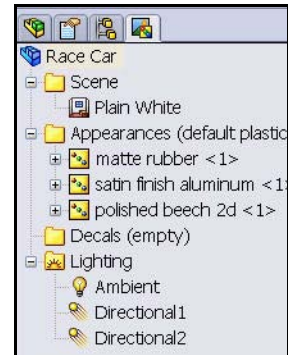 Race Car
Scene
Plain White
Appearances (default plastic
matte rubber <1>
satin finish aluminum <1>
polished beech 2d <1>
Decals (empty)
Lighting
Ambient
Directional1
Directional2